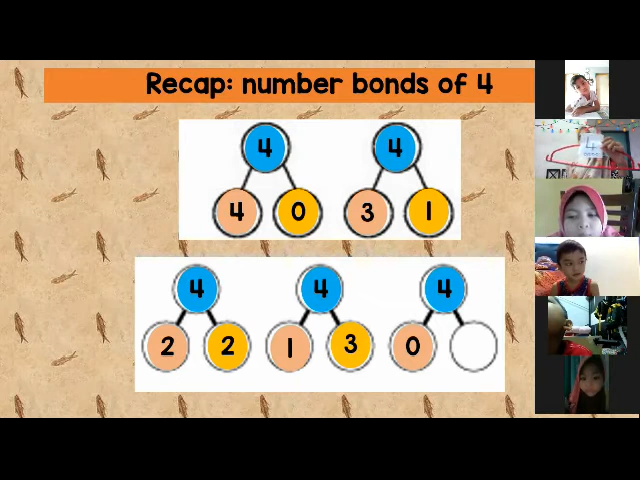 Recap: number bonds of 4
4 4
4 0 3 1
4 4 4
2 2 1 3 0
4